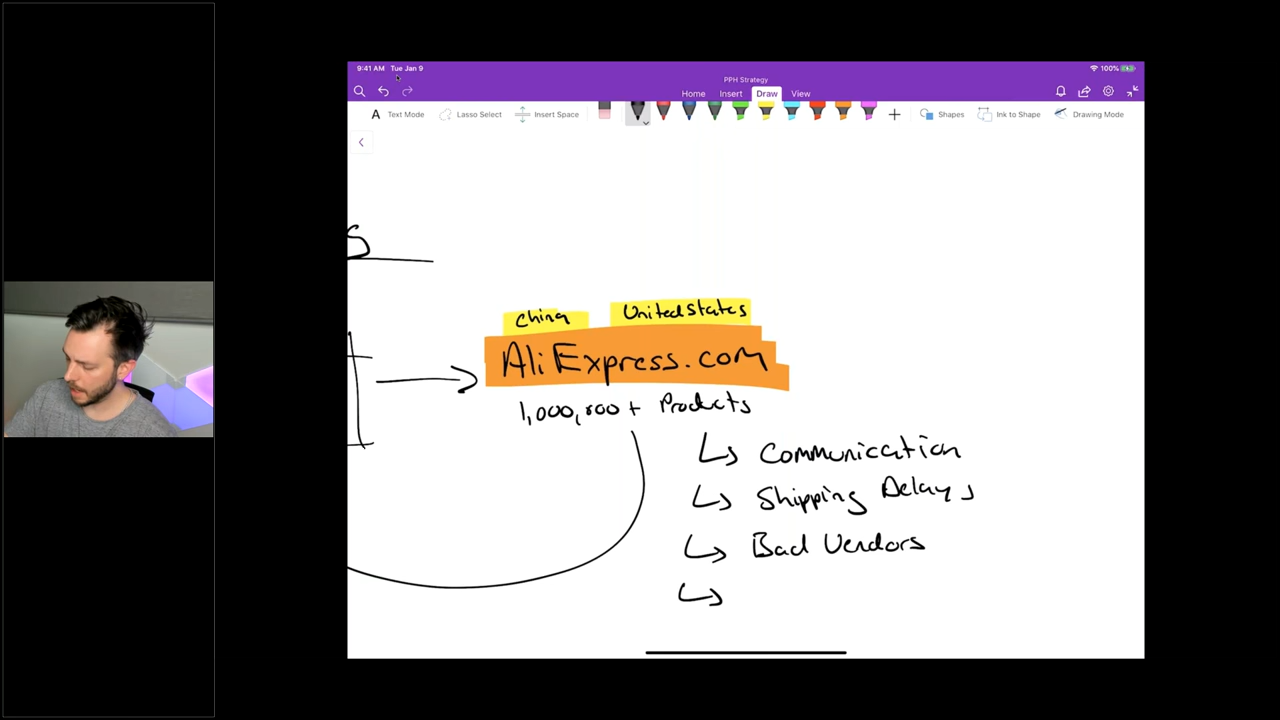 9:41 AM Tue Jan 9
100%
PPH Strategy
Home Insert Draw View
A Text Mode Lasso Select Insert Space Shapes Ink to Shape Drawing Mode
S
China United States
AliExpress.com
1,000,000+ Products
Communication
Shipping Delays
Bad Vendors